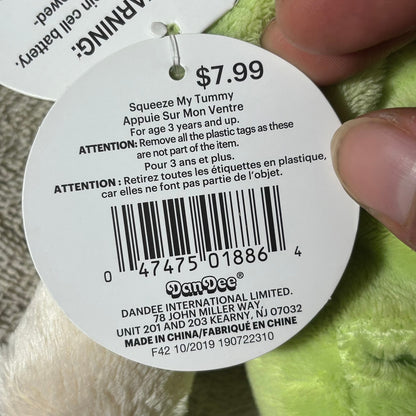 WARNING:
in cell battery.
owed-
$7.99
Squeeze My Tummy
Appuie Sur Mon Ventre
For age 3 years and up.
ATTENTION: Remove all the plastic tags as these
are not part of the item.
Pour 3 ans et plus.
ATTENTION : Retirez toutes les étiquettes en plastique,
car elles ne font pas partie de l'objet.
0 47475 01886 4
DanDee
DANDEE INTERNATIONAL LIMITED.
78 JOHN MILLER WAY,
UNIT 201 AND 203 KEARNY, NJ 07032
MADE IN CHINA/FABRIQUÉ EN CHINE
F42 10/2019 190722310